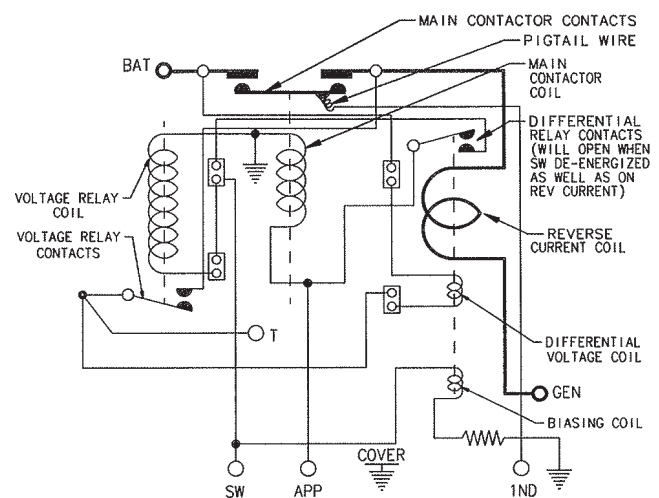 MAIN CONTACTOR CONTACTS
PIGTAIL WIRE
BAT
MAIN
CONTACTOR
COIL
DIFFERENTIAL
RELAY CONTACTS
(WILL OPEN WHEN
SW DE-ENERGIZED
AS WELL AS ON
REV CURRENT)
VOLTAGE RELAY
COIL
REVERSE
CURRENT COIL
VOLTAGE RELAY
CONTACTS
T
DIFFERENTIAL
VOLTAGE COIL
GEN
BIASING COIL
COVER
SW
APP
IND